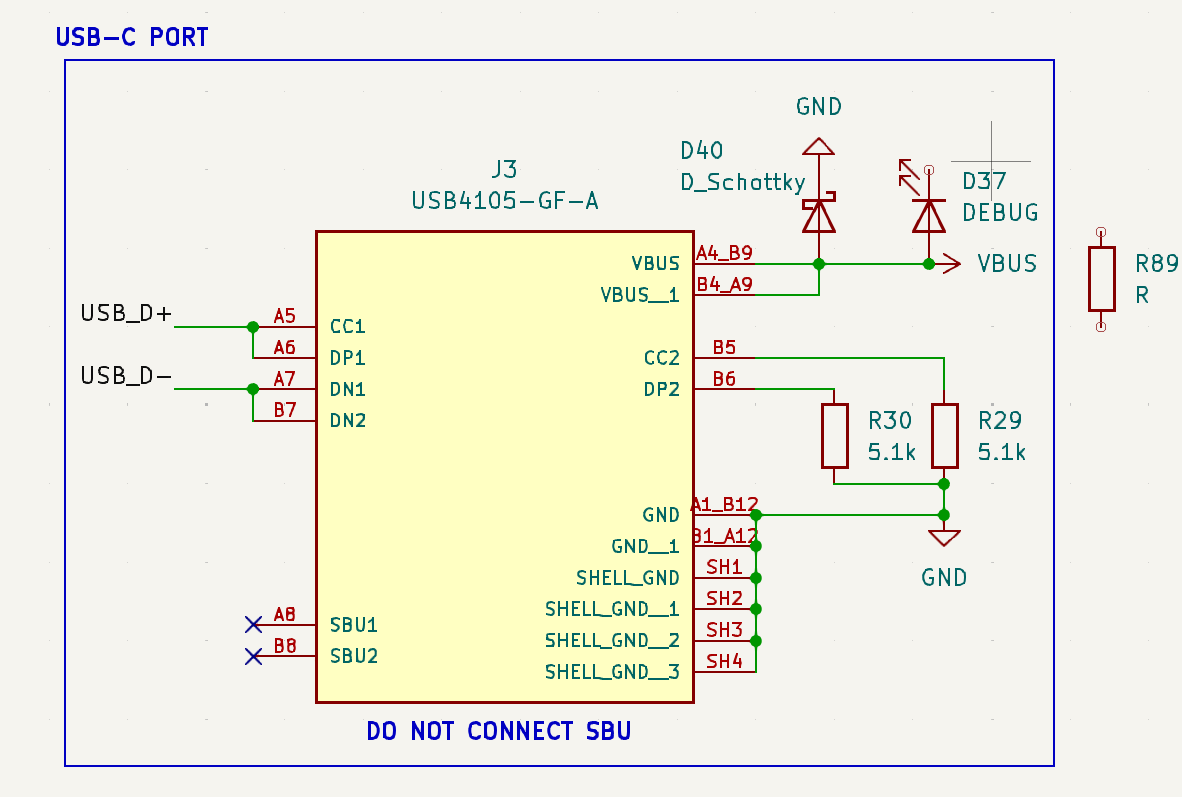 USB-C PORT
GND
D40
D_Schottky
D37
DEBUG
J3
USB4105-GF-A
VBUS
A4_B9
VBUS
VBUS__1
B4_A9
R89
R
USB_D+
A5
CC1
A6
DP1
USB_D-
A7
DN1
B7
DN2
CC2
B5
DP2
B6
R30
5.1k
R29
5.1k
GND
A1_B12
GND__1
B1_A12
SHELL_GND
SH1
SHELL_GND__1
SH2
SHELL_GND__2
SH3
SHELL_GND__3
SH4
GND
A8
SBU1
B8
SBU2
DO NOT CONNECT SBU